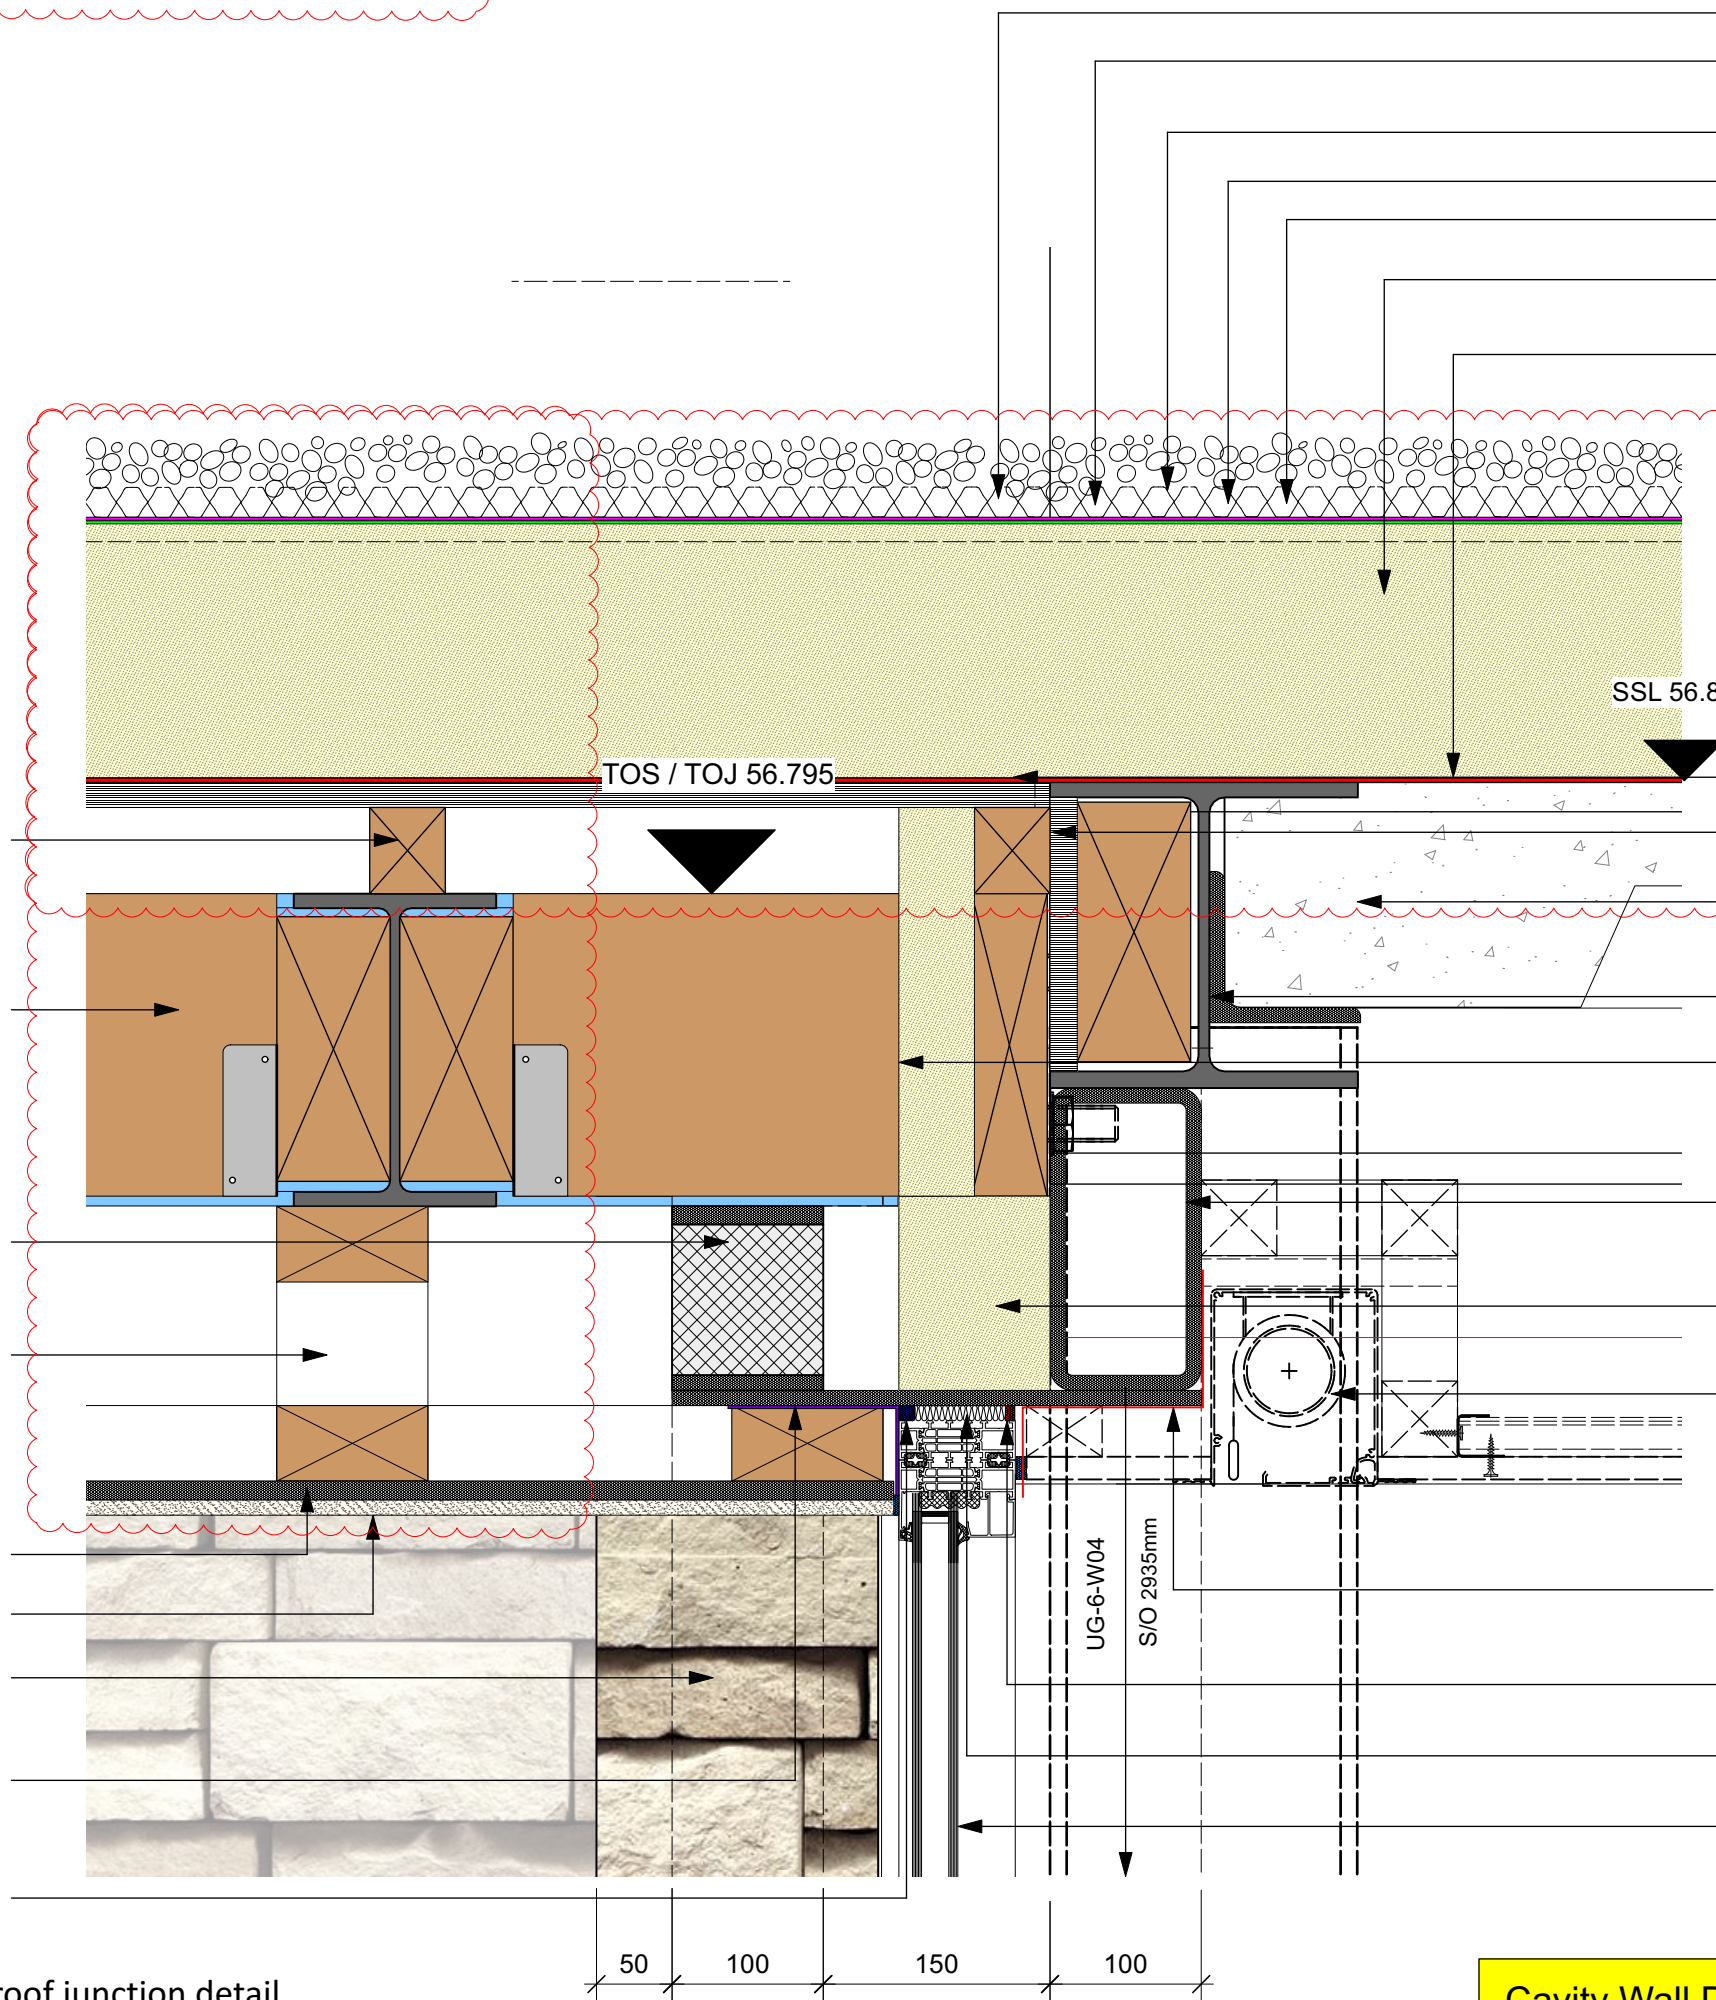 SSL 56.8
TOS / TOJ 56.795
UG-6-W04
S/O 2935mm
50
100
150
100
roof junction detail
Cavity Wall